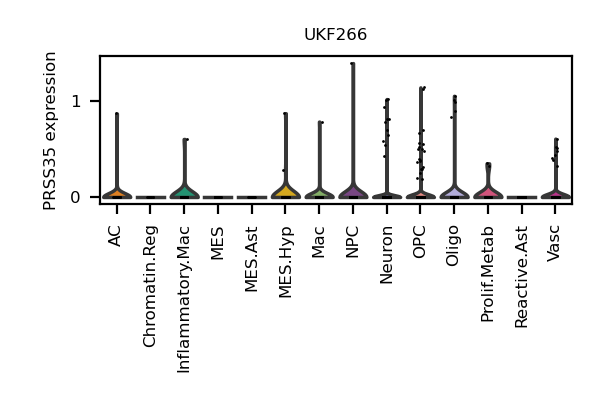 UKF266
PRSS35 expression
1
0
AC
Chromatin.Reg
Inflammatory.Mac
MES
MES.Ast
MES.Hyp
Mac
NPC
Neuron
OPC
Oligo
Prolif.Metab
Reactive.Ast
Vasc